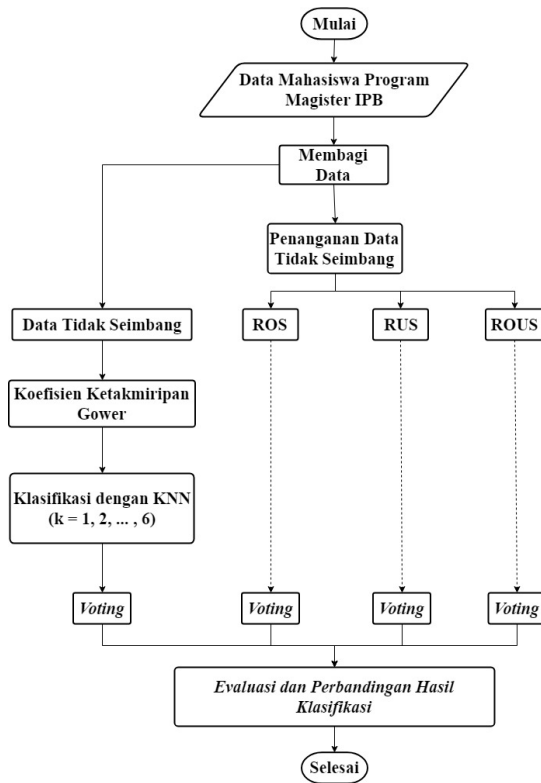 Mulai
Data Mahasiswa Program
Magister IPB
Membagi
Data
Penanganan Data
Tidak Seimbang
Data Tidak Seimbang
ROS
RUS
ROUS
Koefisien Ketakmiripan
Gower
Klasifikasi dengan KNN
(k = 1, 2, ... , 6)
Voting
Voting
Voting
Voting
Evaluasi dan Perbandingan Hasil
Klasifikasi
Selesai